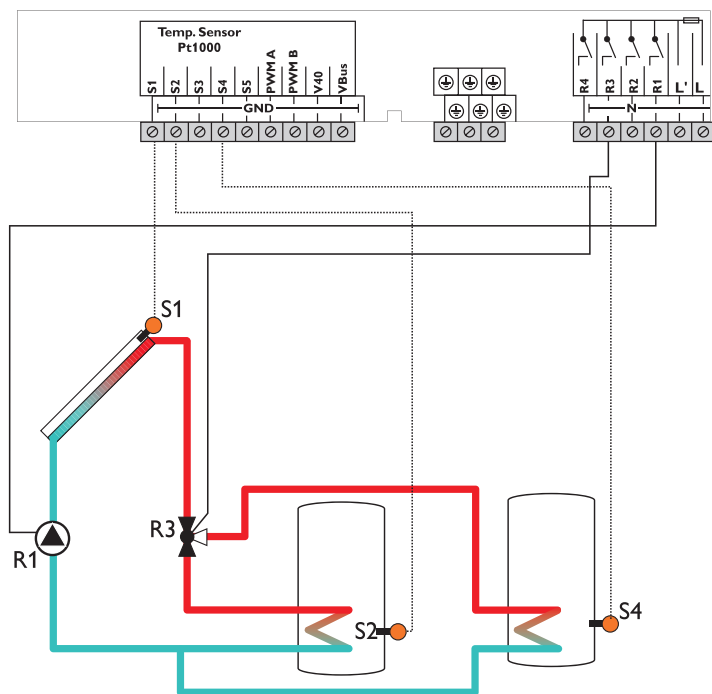 Temp. Sensor
Pt1000
S1 S2 S3 S4 S5 PWM A PWM B V40 VBus
GND
R4 R3 R2 R1 L' L
N
S1
R3
R1
S2
S4